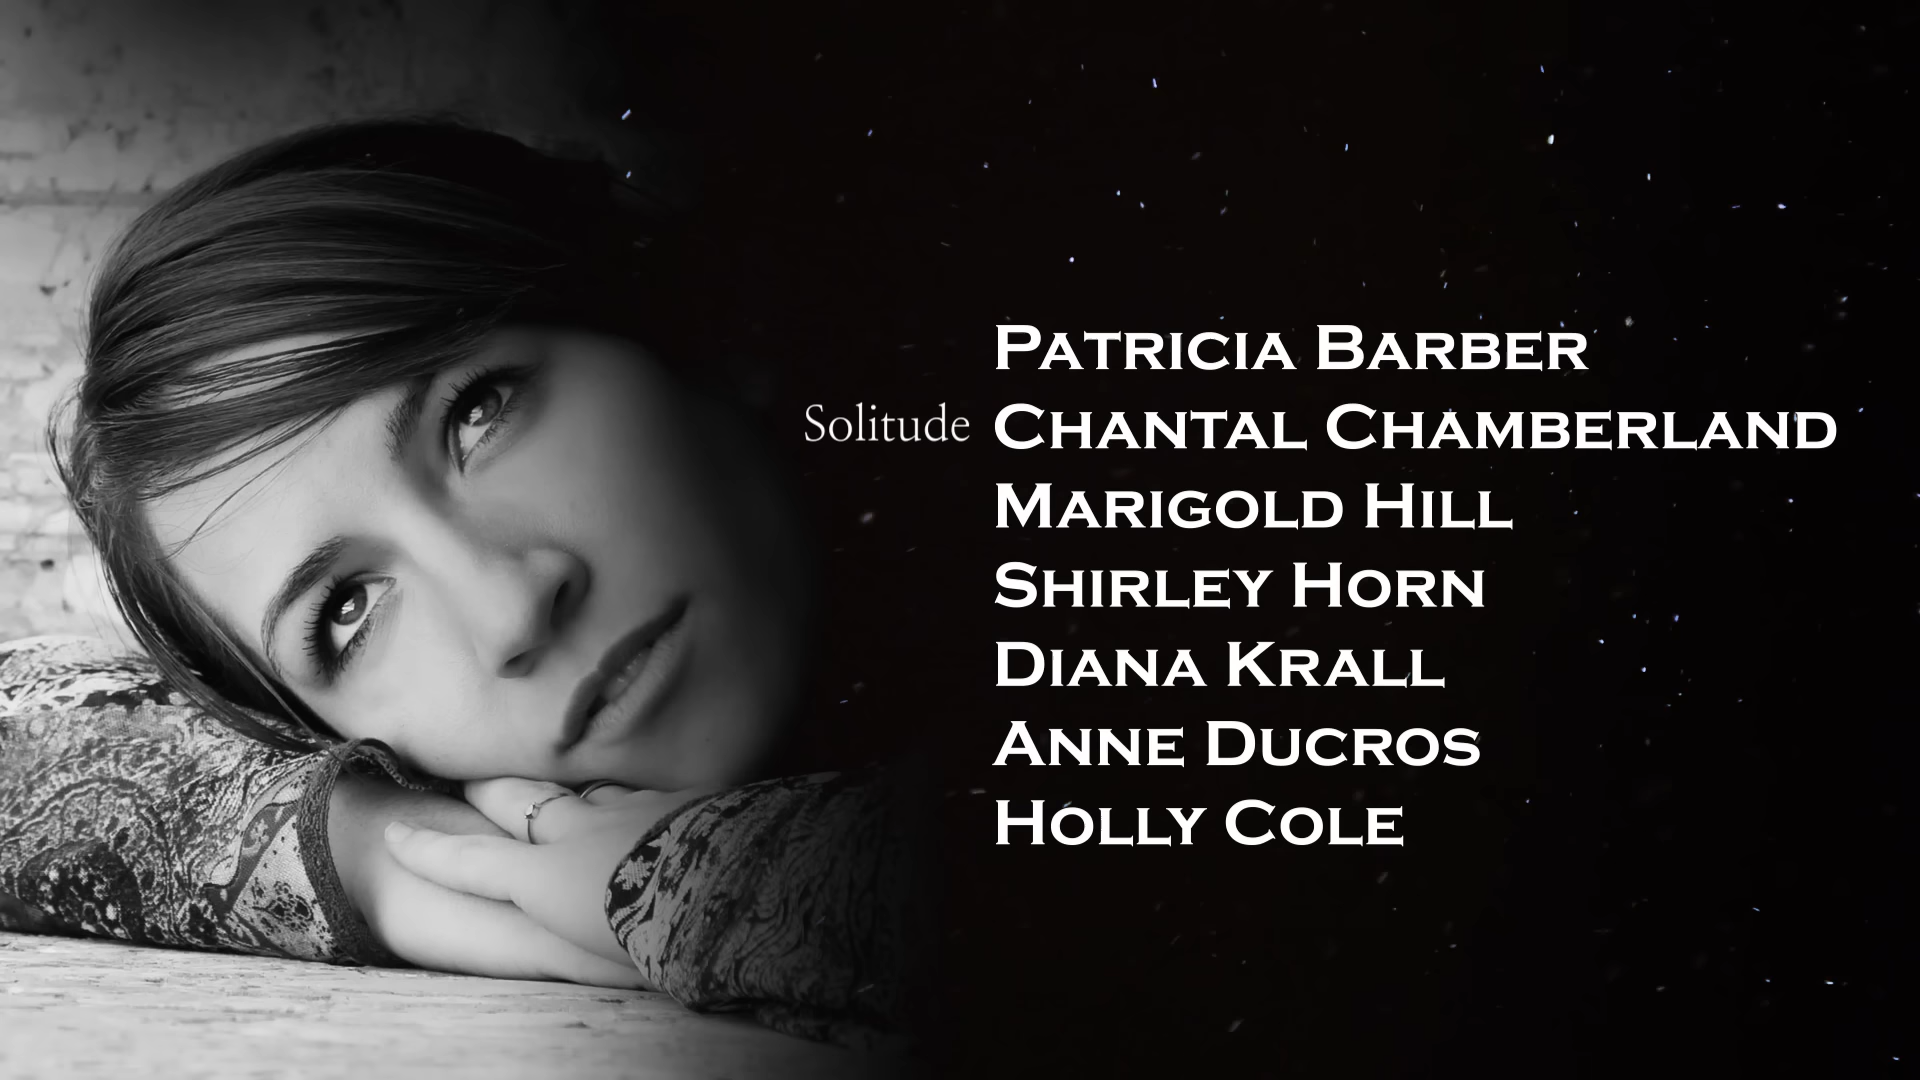 Patricia Barber
Solitude Chantal Chamberland
Marigold Hill
Shirley Horn
Diana Krall
Anne Ducros
Holly Cole